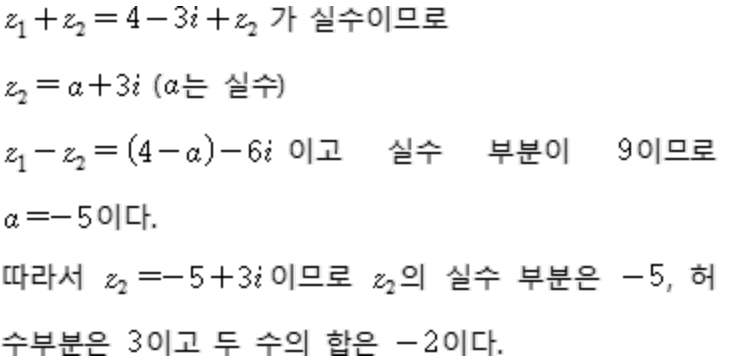 z₁+z₂=4−3i+z₂ 가 실수이므로
z₂=a+3i (a는 실수)
z₁−z₂=(4−a)−6i 이고 실수 부분이 9이므로
a=−5이다.
따라서 z₂=−5+3i이므로 z₂의 실수 부분은 −5, 허
수부분은 3이고 두 수의 합은 −2이다.